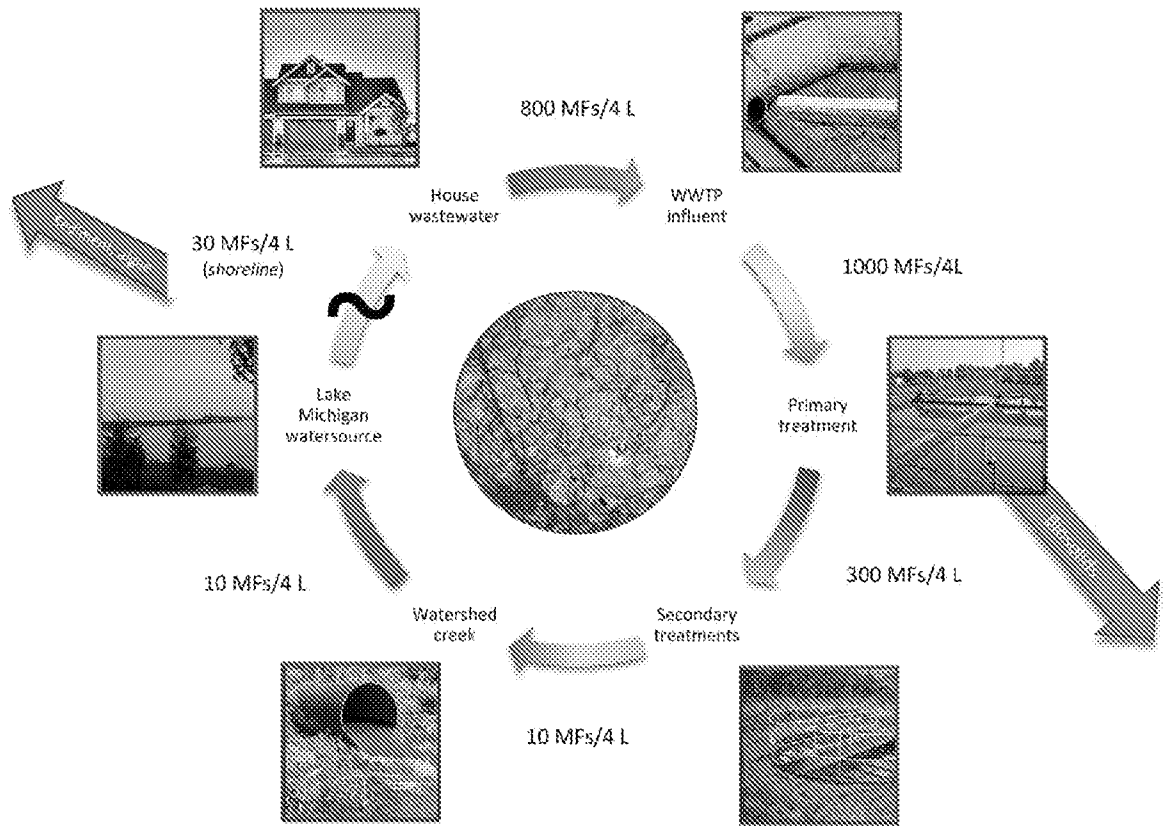 800 MFs/4 L
House
wastewater
WWTP
influent
30 MFs/4 L
(shoreline)
1000 MFs/4L
Lake
Michigan
watersource
Primary
treatment
10 MFs/4 L
300 MFs/4 L
Watershed
creek
Secondary
treatments
10 MFs/4 L